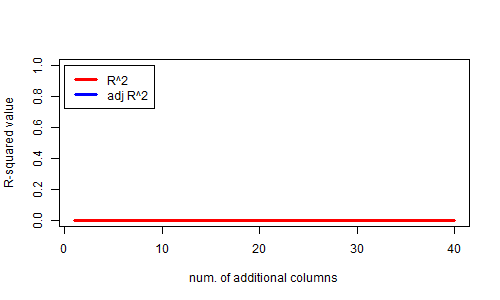 R^2
adj R^2
R-squared value
0.0 0.2 0.4 0.6 0.8 1.0
0 10 20 30 40
num. of additional columns